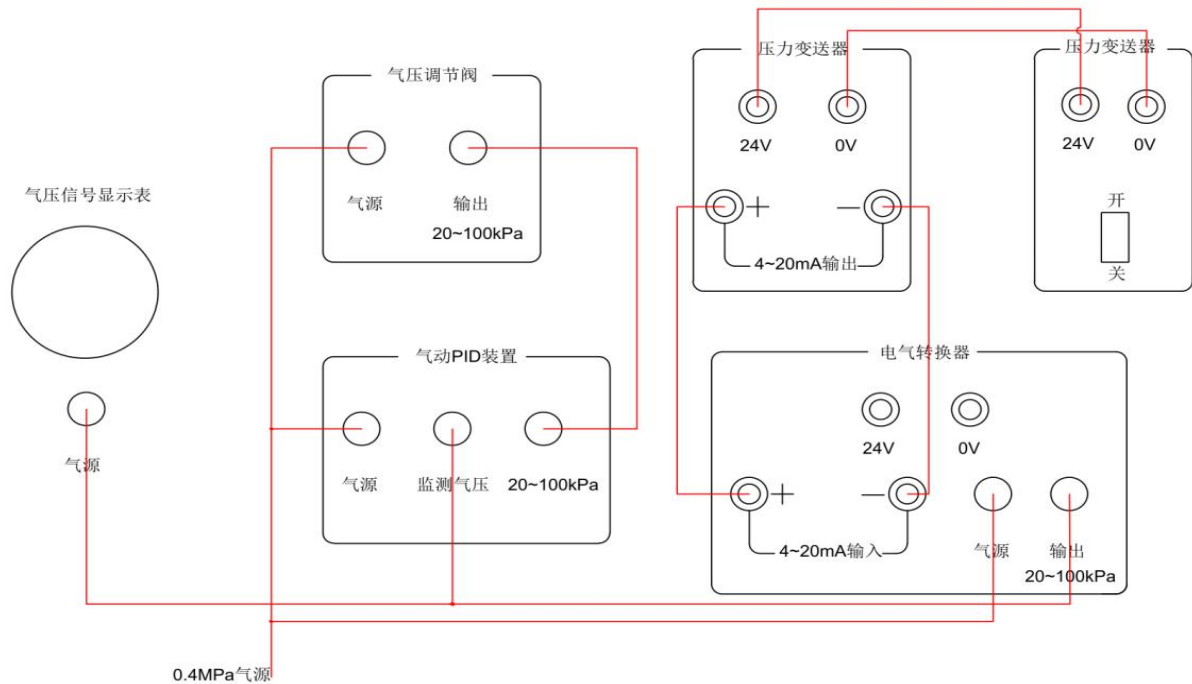 气压信号显示表
气源
气压调节阀
气源
输出
20~100kPa
气动PID装置
气源
监测气压
20~100kPa
0.4MPa气源
压力变送器
24V
0V
+
—
4~20mA输出
压力变送器
24V
0V
开
关
电气转换器
24V
0V
+
—
4~20mA输入
气源
输出
20~100kPa